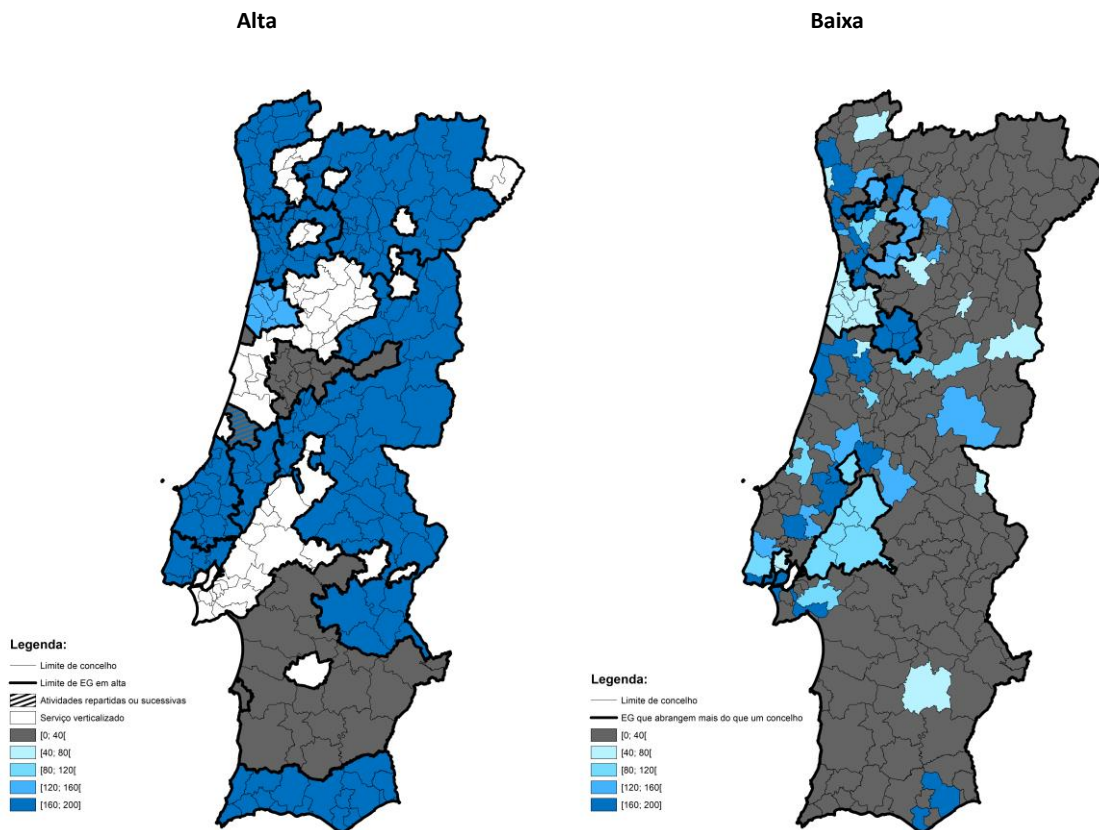 Alta
Baixa
Legenda:
Limite de concelho
Limite de EG em alta
Atividades repartidas ou sucessivas
Serviço verticalizado
[0; 40[
[40; 80[
[80; 120[
[120; 160[
[160; 200]
Legenda:
Limite de concelho
EG que abrangem mais do que um concelho
[0; 40[
[40; 80[
[80; 120[
[120; 160[
[160; 200]